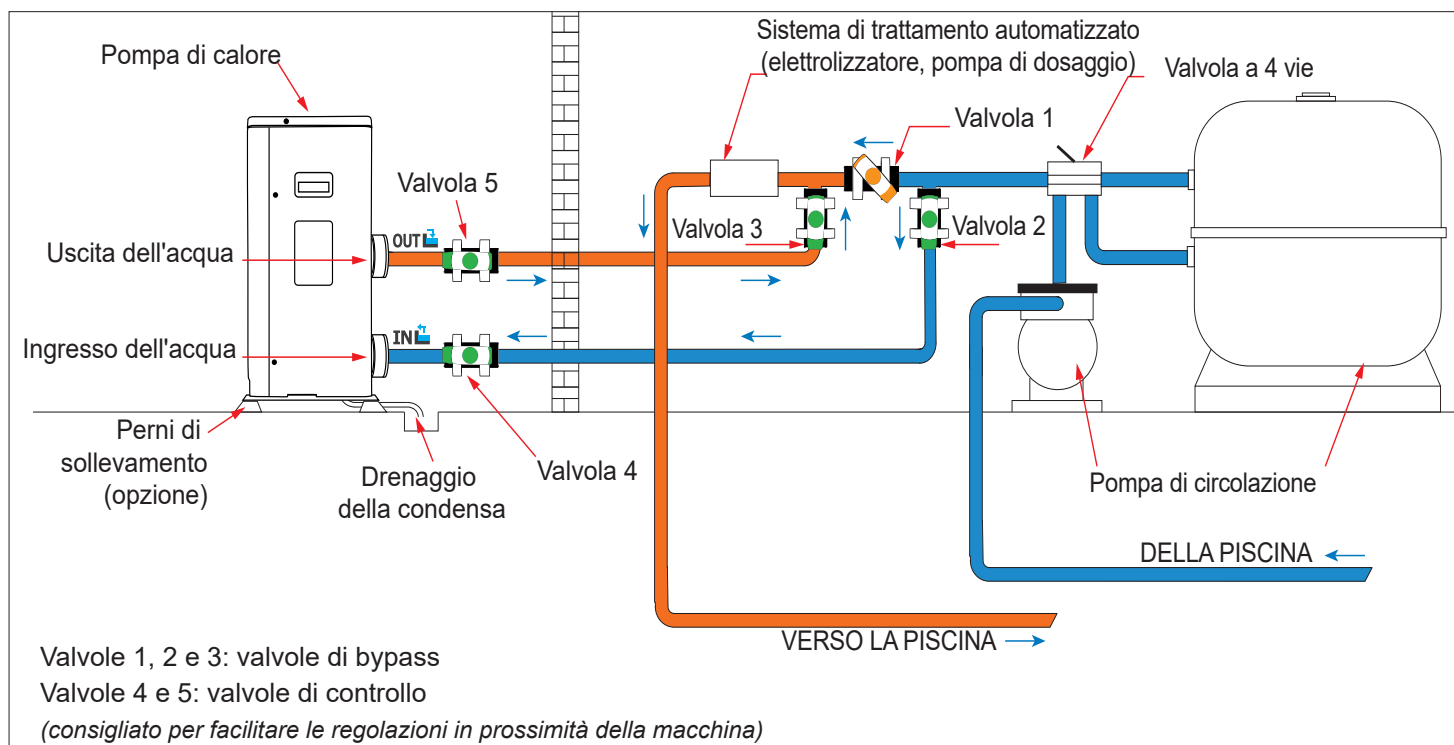 Sistema di trattamento automatizzato
(elettrolizzatore, pompa di dosaggio)
Pompa di calore
Valvola a 4 vie
Valvola 1
Valvola 5
Valvola 3
Valvola 2
OUT
Uscita dell'acqua
IN
Ingresso dell'acqua
Perni di
sollevamento
(opzione)
Drenaggio
della condensa
Valvola 4
Pompa di circolazione
DELLA PISCINA
VERSO LA PISCINA
Valvole 1, 2 e 3: valvole di bypass
Valvole 4 e 5: valvole di controllo
(consigliato per facilitare le regolazioni in prossimità della macchina)